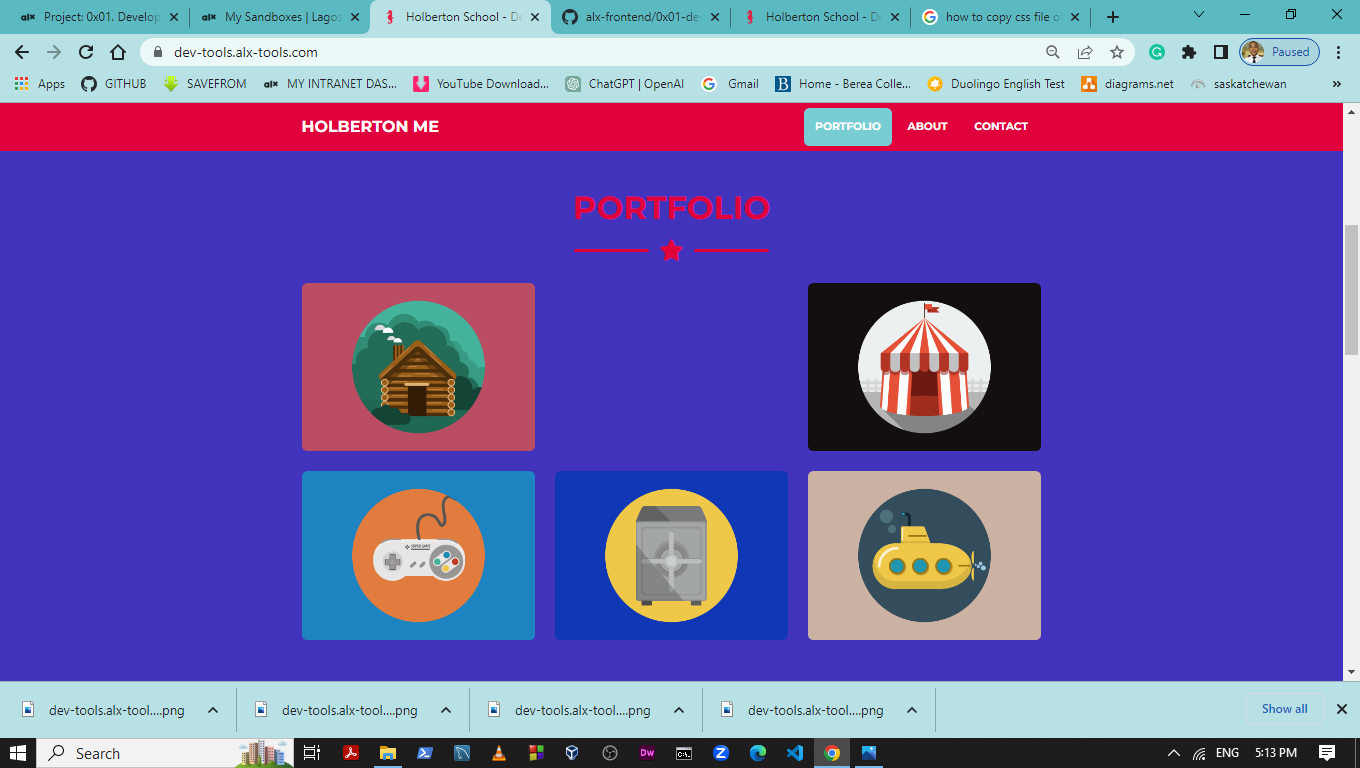 Project: 0x01. Develop
My Sandboxes | Lagos
Holberton School - De
alx-frontend/0x01-de
Holberton School - De
how to copy css file o
dev-tools.alx-tools.com
Paused
Apps
GITHUB
SAVEFROM
MY INTRANET DAS...
YouTube Download...
ChatGPT | OpenAI
Gmail
Home - Berea Colle...
Duolingo English Test
diagrams.net
saskatchewan
HOLBERTON ME
PORTFOLIO
ABOUT
CONTACT
PORTFOLIO
SUPER GAME
dev-tools.alx-tool....png
dev-tools.alx-tool....png
dev-tools.alx-tool....png
dev-tools.alx-tool....png
Show all
Search
ENG
5:13 PM